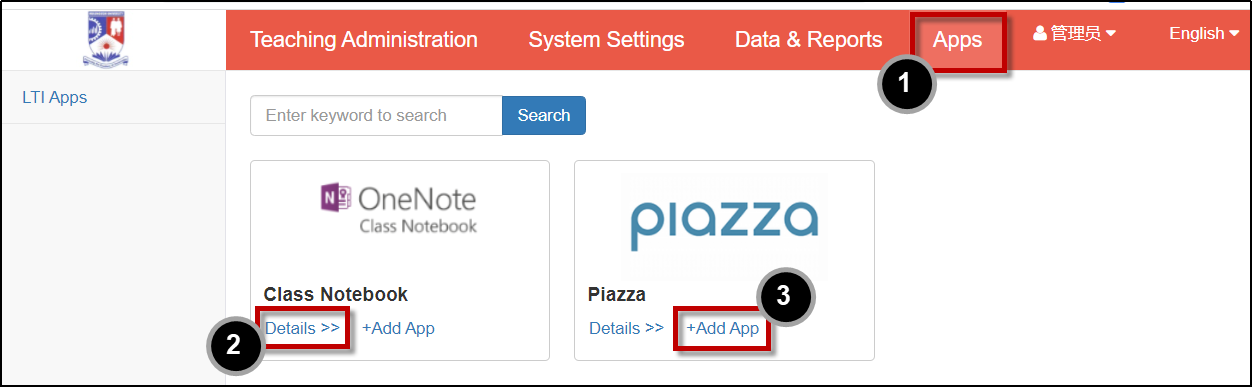 Teaching Administration System Settings Data & Reports Apps 管理员 English
1
LTI Apps
Enter keyword to search Search
N OneNote
Class Notebook
piazza
Class Notebook
Details >> +Add App
2
Piazza
Details >> +Add App
3